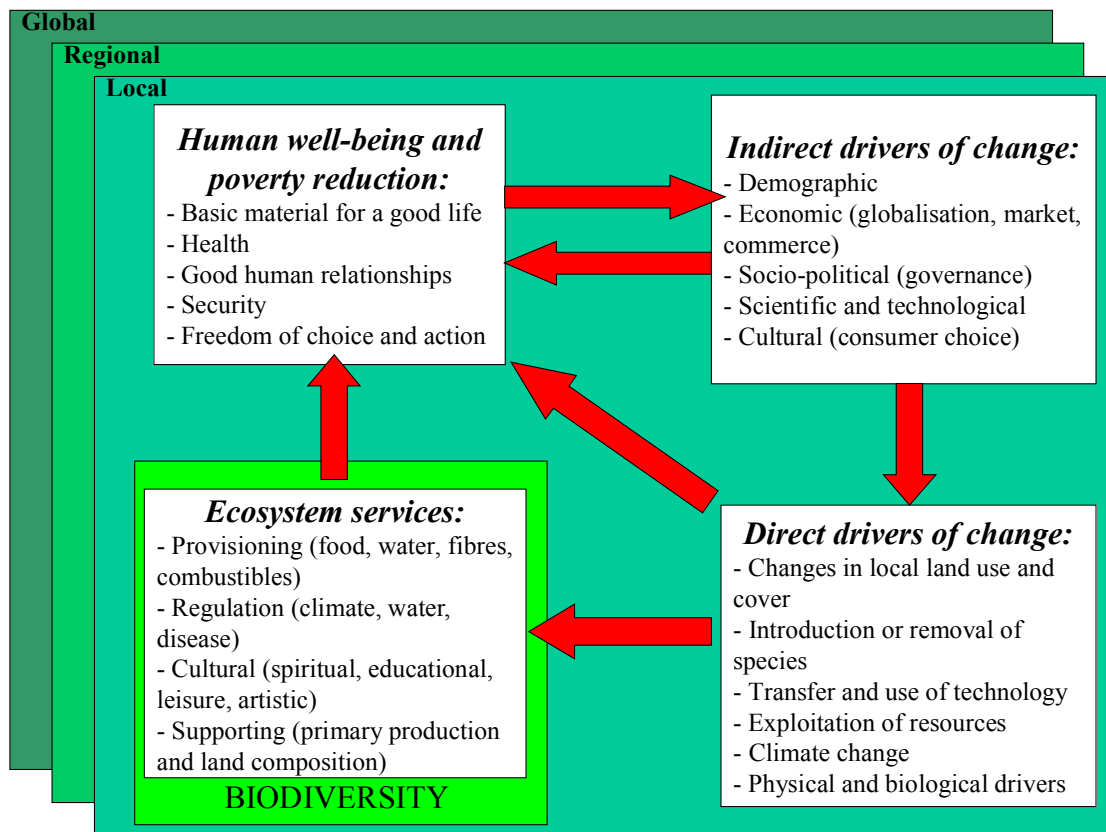 Global
Regional
Local
Human well-being and
poverty reduction:
- Basic material for a good life
- Health
- Good human relationships
- Security
- Freedom of choice and action
Indirect drivers of change:
- Demographic
- Economic (globalisation, market,
commerce)
- Socio-political (governance)
- Scientific and technological
- Cultural (consumer choice)
Ecosystem services:
- Provisioning (food, water, fibres,
combustibles)
- Regulation (climate, water,
disease)
- Cultural (spiritual, educational,
leisure, artistic)
- Supporting (primary production
and land composition)
BIODIVERSITY
Direct drivers of change:
- Changes in local land use and
cover
- Introduction or removal of
species
- Transfer and use of technology
- Exploitation of resources
- Climate change
- Physical and biological drivers